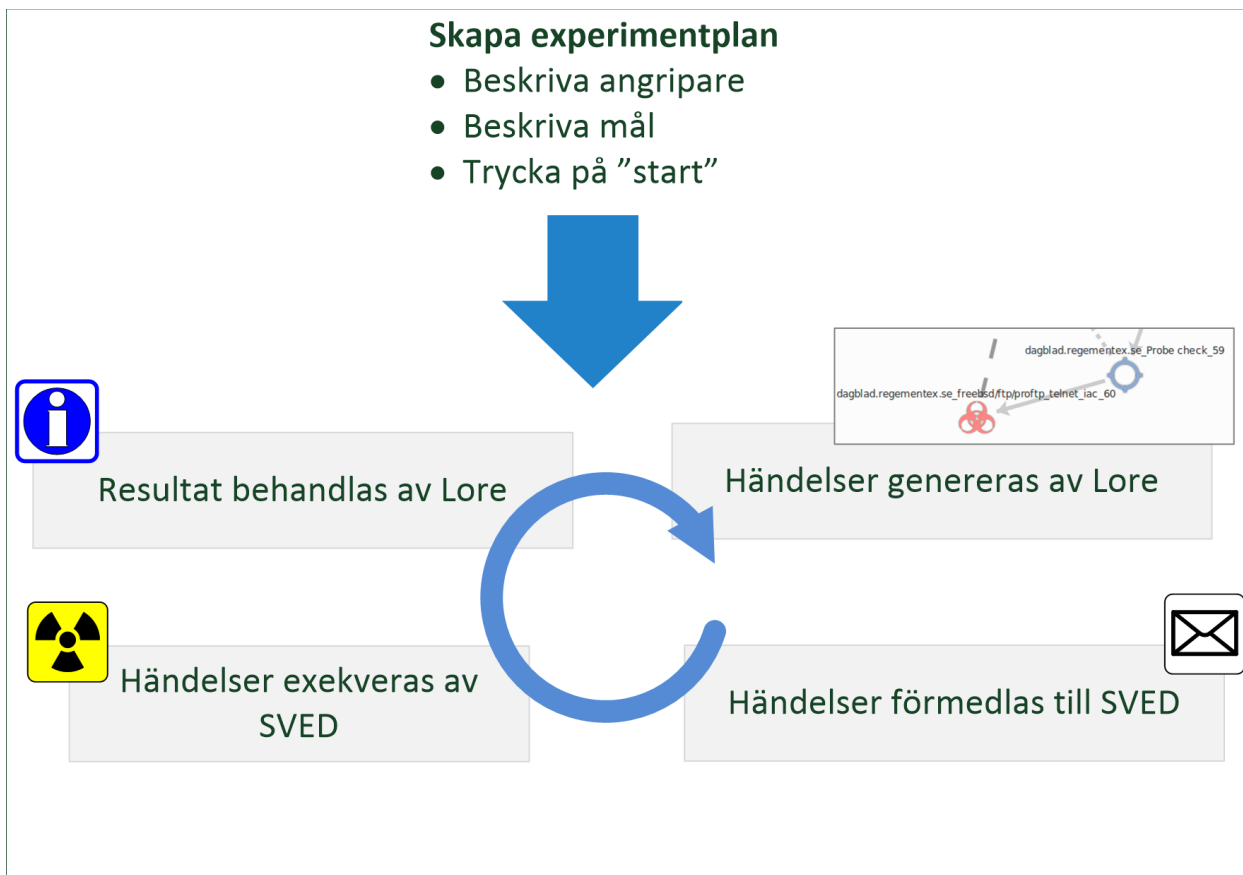 Skapa experimentplan
• Beskriva angripare
• Beskriva mål
• Trycka på ”start”
dagblad.regementex.se_Probe check_59
dagblad.regementex.se_freebsd/ftp/proftp_telnet_iac_60
Resultat behandlas av Lore
Händelser genereras av Lore
Händelser exekveras av
SVED
Händelser förmedlas till SVED